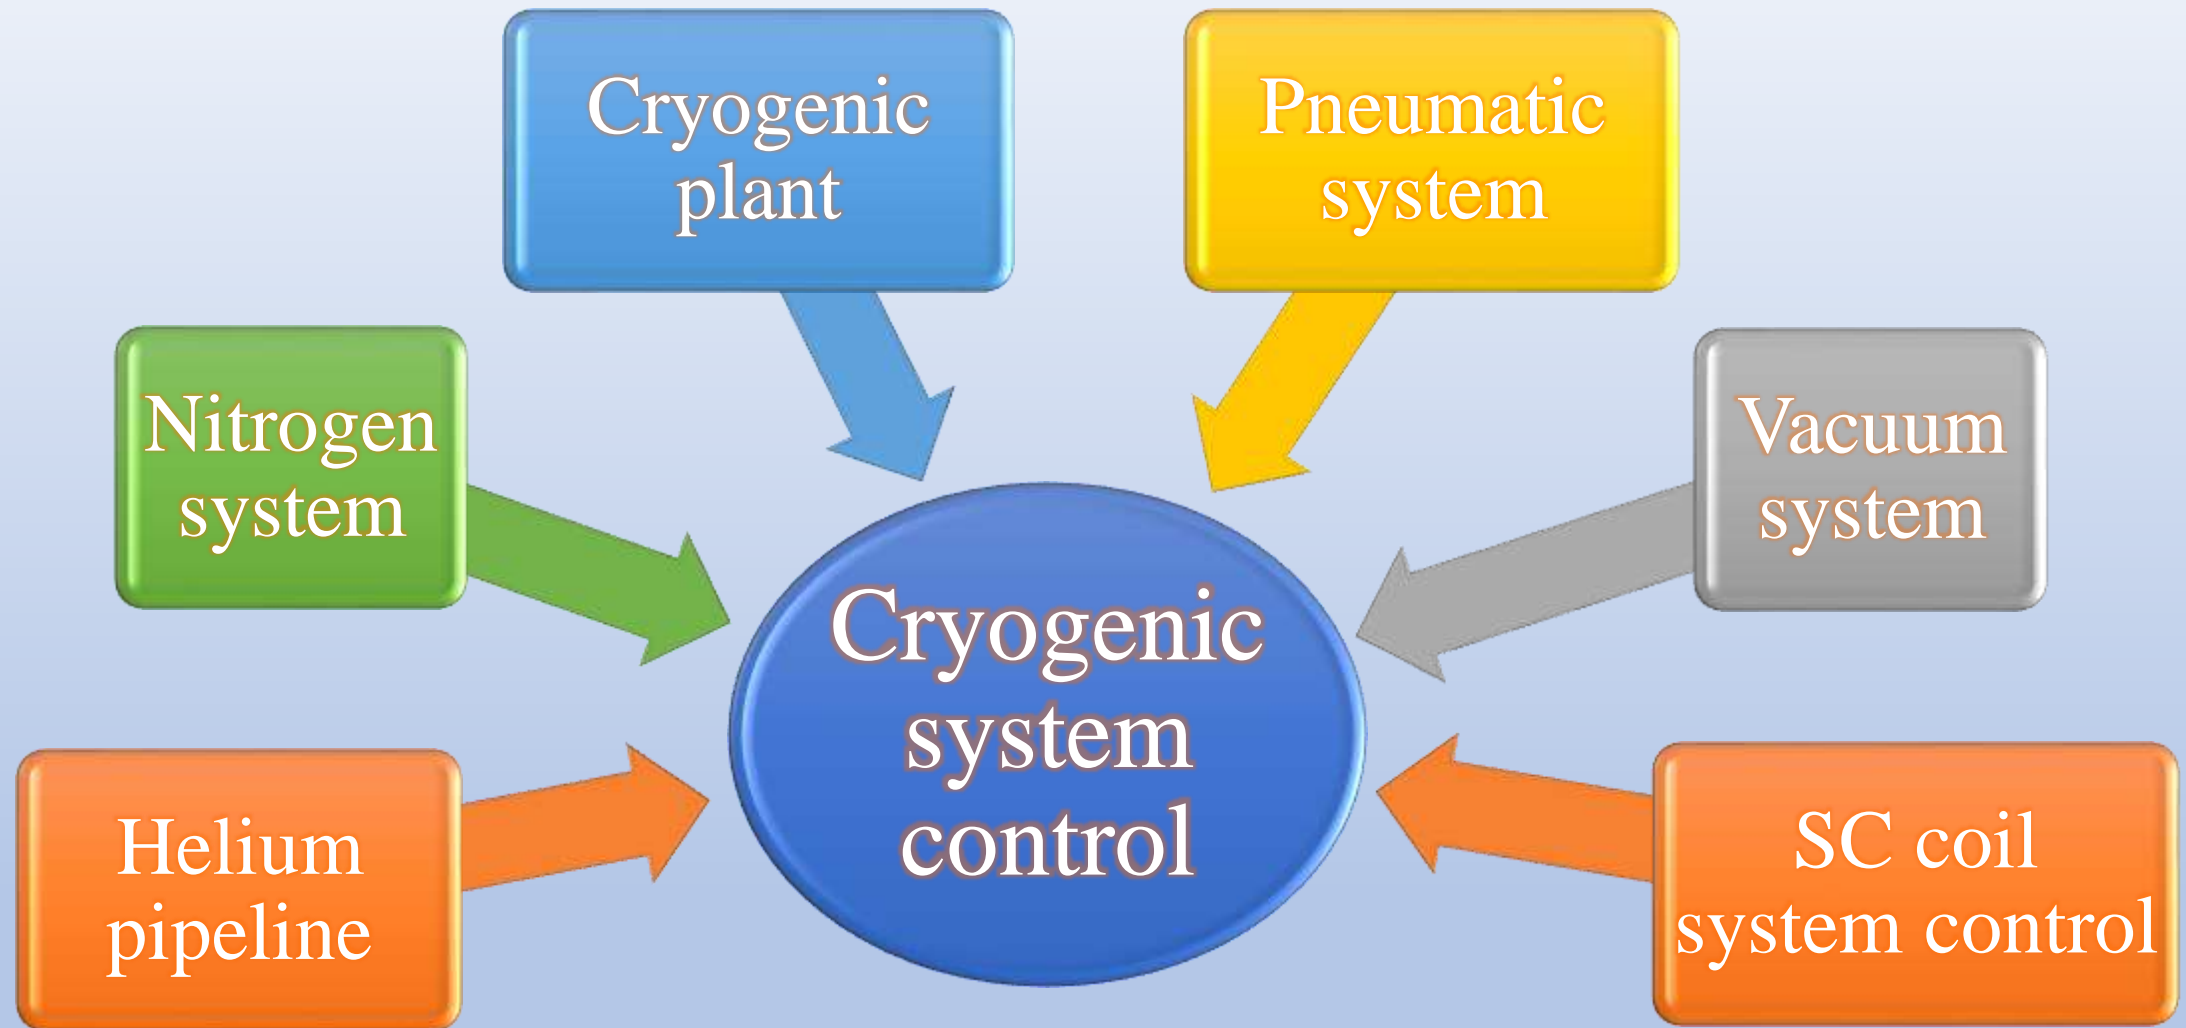 Cryogenic
plant
Pneumatic
system
Nitrogen
system
Vacuum
system
Cryogenic
system
control
Helium
pipeline
SC coil
system control